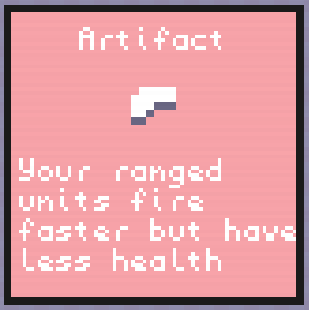 Artifact
Your ranged
units fire
faster but have
less health